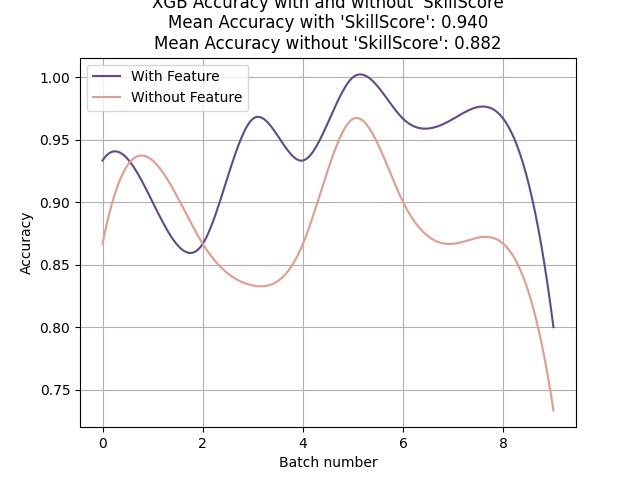 XGB Accuracy with and without 'SkillScore'
Mean Accuracy with 'SkillScore': 0.940
Mean Accuracy without 'SkillScore': 0.882
With Feature
Without Feature
1.00
0.95
0.90
0.85
0.80
0.75
Accuracy
0 2 4 6 8
Batch number